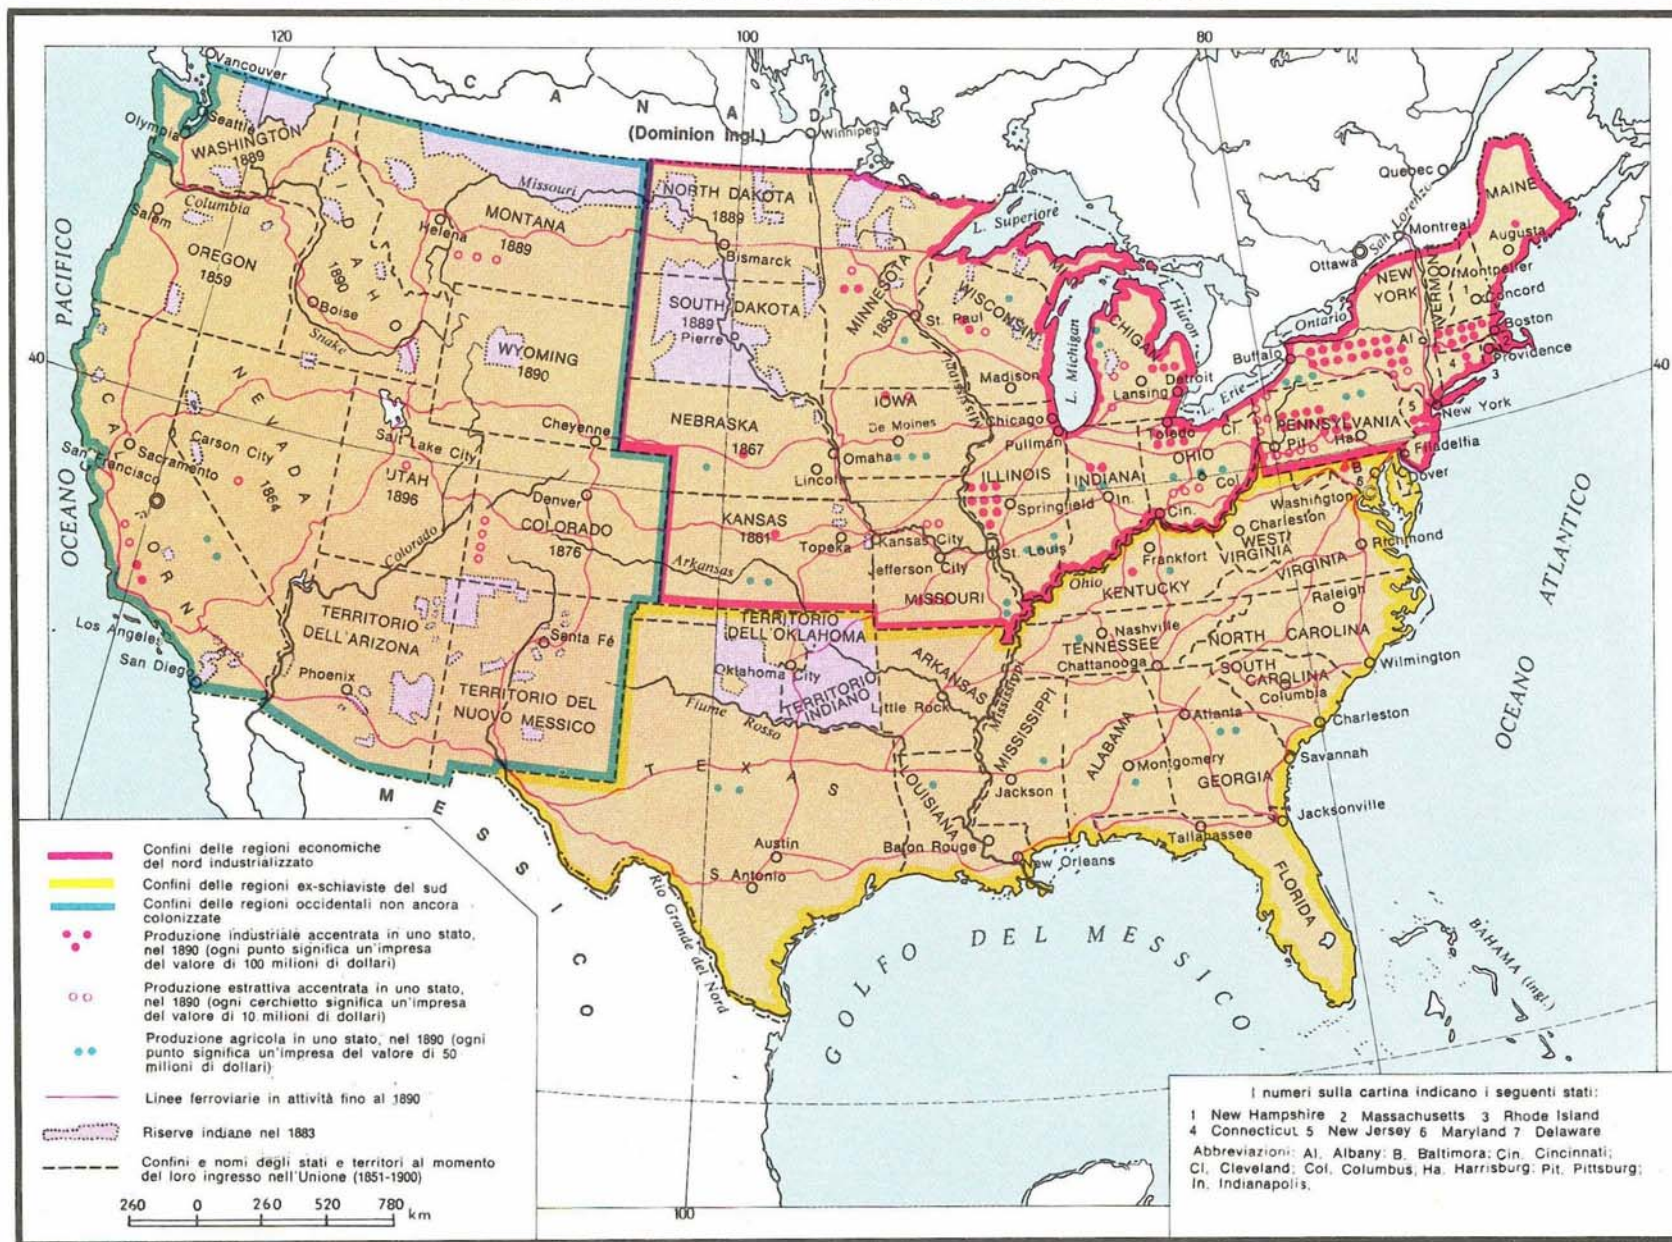 120
100
80
Vancouver
C A N A D A
(Dominion ingl.)
Winnipeg
Seattle
Olympia
WASHINGTON
1889
Missouri
NORTH DAKOTA
1889
Quebec
MAINE
Columbia
Salem
IDAHO
1890
Helena
MONTANA
1889
L. Superiore
San Lorenzo
Montreal
Augusta
Ottawa
OREGON
1859
Bismarck
MINNESOTA
1858
WISCONSIN
MICHIGAN
L. Huron
NEW
YORK
VERMONT
Montpelier
1
Concord
PACIFICO
OCEANO
Boise
Snake
SOUTH DAKOTA
1889
Pierre
St. Paul
L. Michigan
Ontario
Boston
2
Al
Buffalo
Providence
4
3
40
40
WYOMING
1890
Mississippi
Madison
Lansing
Detroit
L. Erie
NEVADA
1864
NEBRASKA
1867
IOWA
De Moines
Chicago
Pullman
Toledo
Cl.
PENNSYLVANIA
5
New York
CALIFORNIA
Carson City
Salt Lake City
Cheyenne
Omaha
Pit.
Ha.
Filadelfia
San Francisco
Sacramento
UTAH
1896
Lincoln
ILLINOIS
INDIANA
OHIO
Col.
B
6
Dover
Denver
COLORADO
1876
Colorado
KANSAS
1861
Topeka
Springfield
In.
Cin.
Washington
Charleston
WEST
VIRGINIA
Kansas City
Jefferson City
St. Louis
Frankfort
Richmond
Arkansas
MISSOURI
Ohio
KENTUCKY
VIRGINIA
Los Angeles
San Diego
TERRITORIO
DELL'ARIZONA
Santa Fé
TERRITORIO
DELL'OKLAHOMA
Raleigh
Nashville
TENNESSEE
Chattanooga
NORTH CAROLINA
SOUTH
CAROLINA
Columbia
Wilmington
Phoenix
TERRITORIO DEL
NUOVO MESSICO
Oklahoma City
TERRITORIO
INDIANO
ARKANSAS
Little Rock
Mississippi
MISSISSIPPI
ALABAMA
Atlanta
Charleston
Fiume Rosso
TEXAS
LOUISIANA
Jackson
Montgomery
GEORGIA
Savannah
MESSICO
Jacksonville
Tallahassee
Austin
Baton Rouge
New Orleans
S. Antonio
FLORIDA
Rio Grande del Nord
OCEANO ATLANTICO
GOLFO DEL MESSICO
BAHAMA (ingl.)
100
Confini delle regioni economiche
del nord industrializzato
Confini delle regioni ex-schiaviste del sud
Confini delle regioni occidentali non ancora
colonizzate
Produzione industriale accentrata in uno stato,
nel 1890 (ogni punto significa un'impresa
del valore di 100 milioni di dollari)
Produzione estrattiva accentrata in uno stato,
nel 1890 (ogni cerchietto significa un'impresa
del valore di 10 milioni di dollari)
Produzione agricola in uno stato, nel 1890 (ogni
punto significa un'impresa del valore di 50
milioni di dollari)
Linee ferroviarie in attività fino al 1890
Riserve indiane nel 1883
Confini e nomi degli stati e territori al momento
del loro ingresso nell'Unione (1851-1900)
260 0 260 520 780 km
I numeri sulla cartina indicano i seguenti stati:
1 New Hampshire 2 Massachusetts 3 Rhode Island
4 Connecticut 5 New Jersey 6 Maryland 7 Delaware
Abbreviazioni: Al. Albany; B. Baltimora; Cin. Cincinnati;
Cl. Cleveland; Col. Columbus; Ha. Harrisburg; Pit. Pittsburg;
In. Indianapolis.